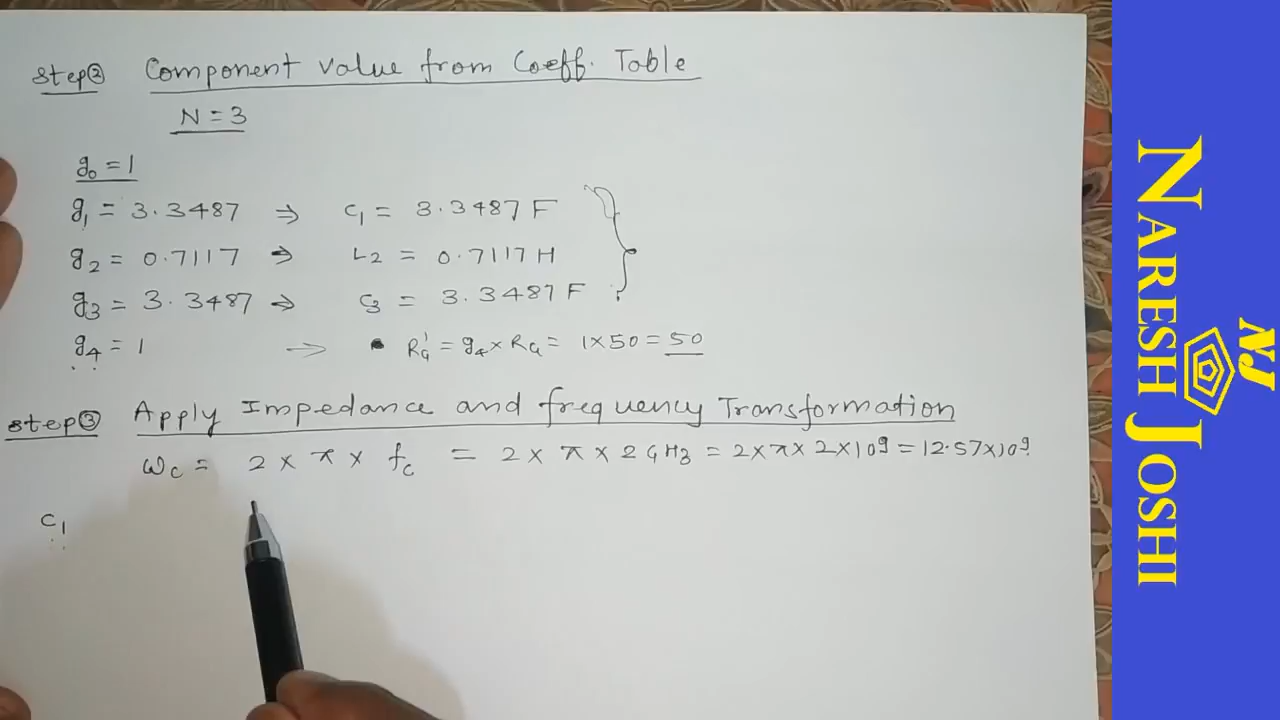 Step② Component Value from Coeff. Table
N = 3
g₀ = 1
g₁ = 3.3487 ⇒ C₁ = 3.3487 F
g₂ = 0.7117 → L₂ = 0.7117 H
g₃ = 3.3487 ⇒ C₃ = 3.3487 F
g₄ = 1 ⇒ R'G = g₄ × RG = 1 × 50 = 50
Step③ Apply Impedance and frequency Transformation
ωc = 2 × π × fc = 2 × π × 2 GHz = 2×π×2×10⁹ = 12.57×10⁹
C₁
NARESH JOSHI
NJ